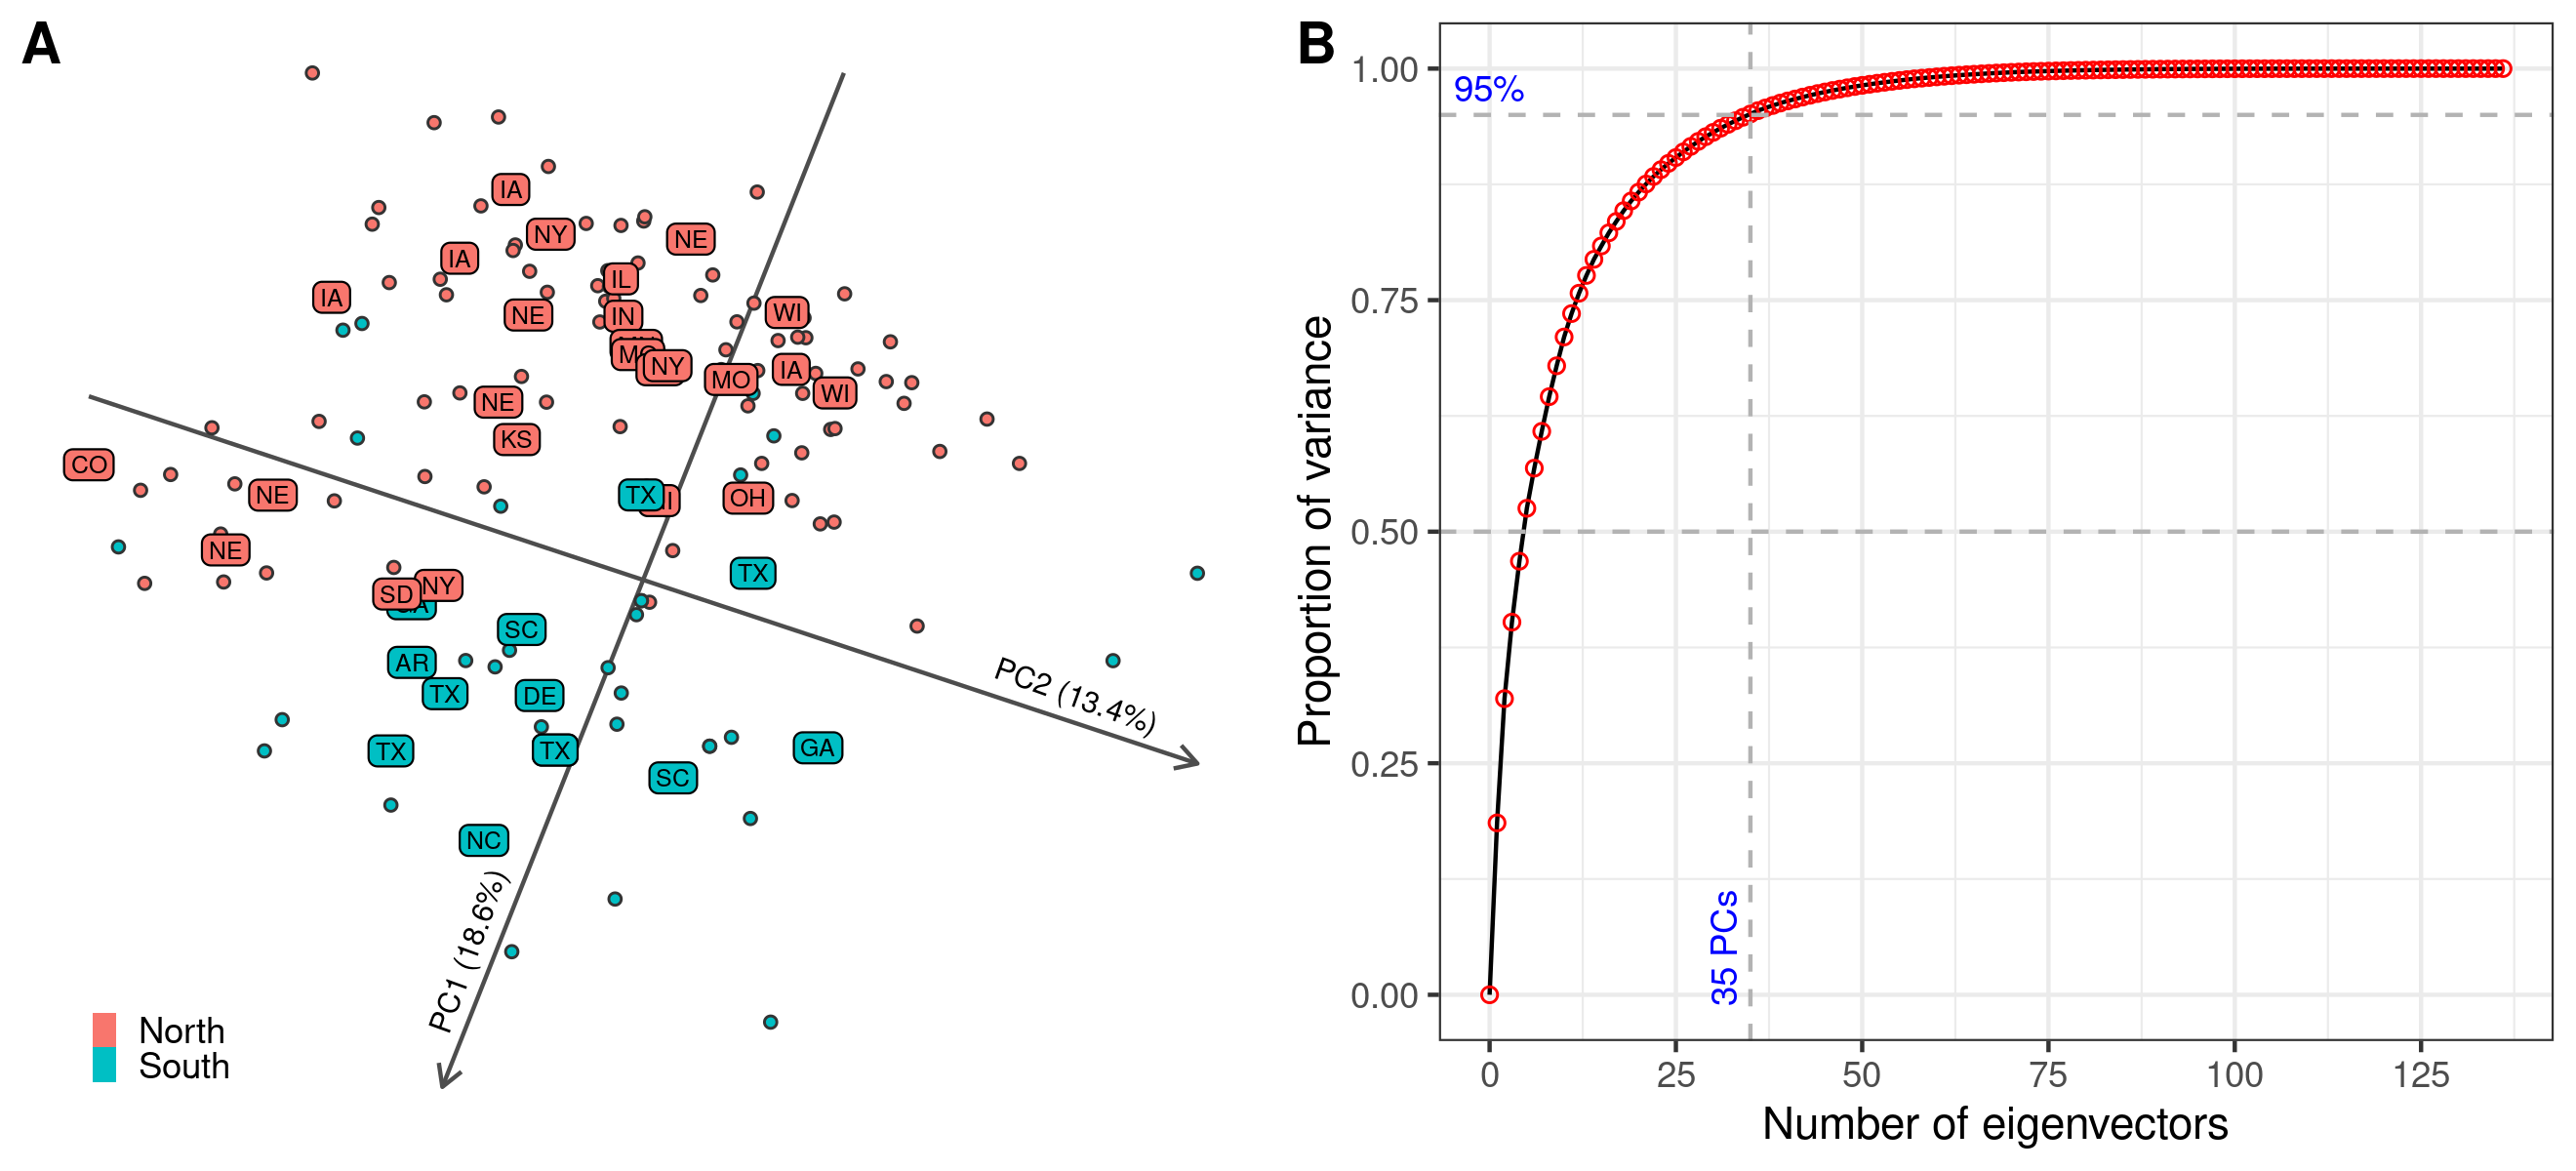 A
IA
NY
NE
IA
IL
IA
NE
IN
WI
MO
NY
MO
IA
WI
NE
KS
CO
NE
TX
OH
NE
TX
SD
NY
SC
AR
TX
DE
TX
TX
GA
SC
NC
PC2 (13.4%)
PC1 (18.6%)
North
South
B
95%
35 PCs
1.00
0.75
0.50
0.25
0.00
Proportion of variance
0
25
50
75
100
125
Number of eigenvectors